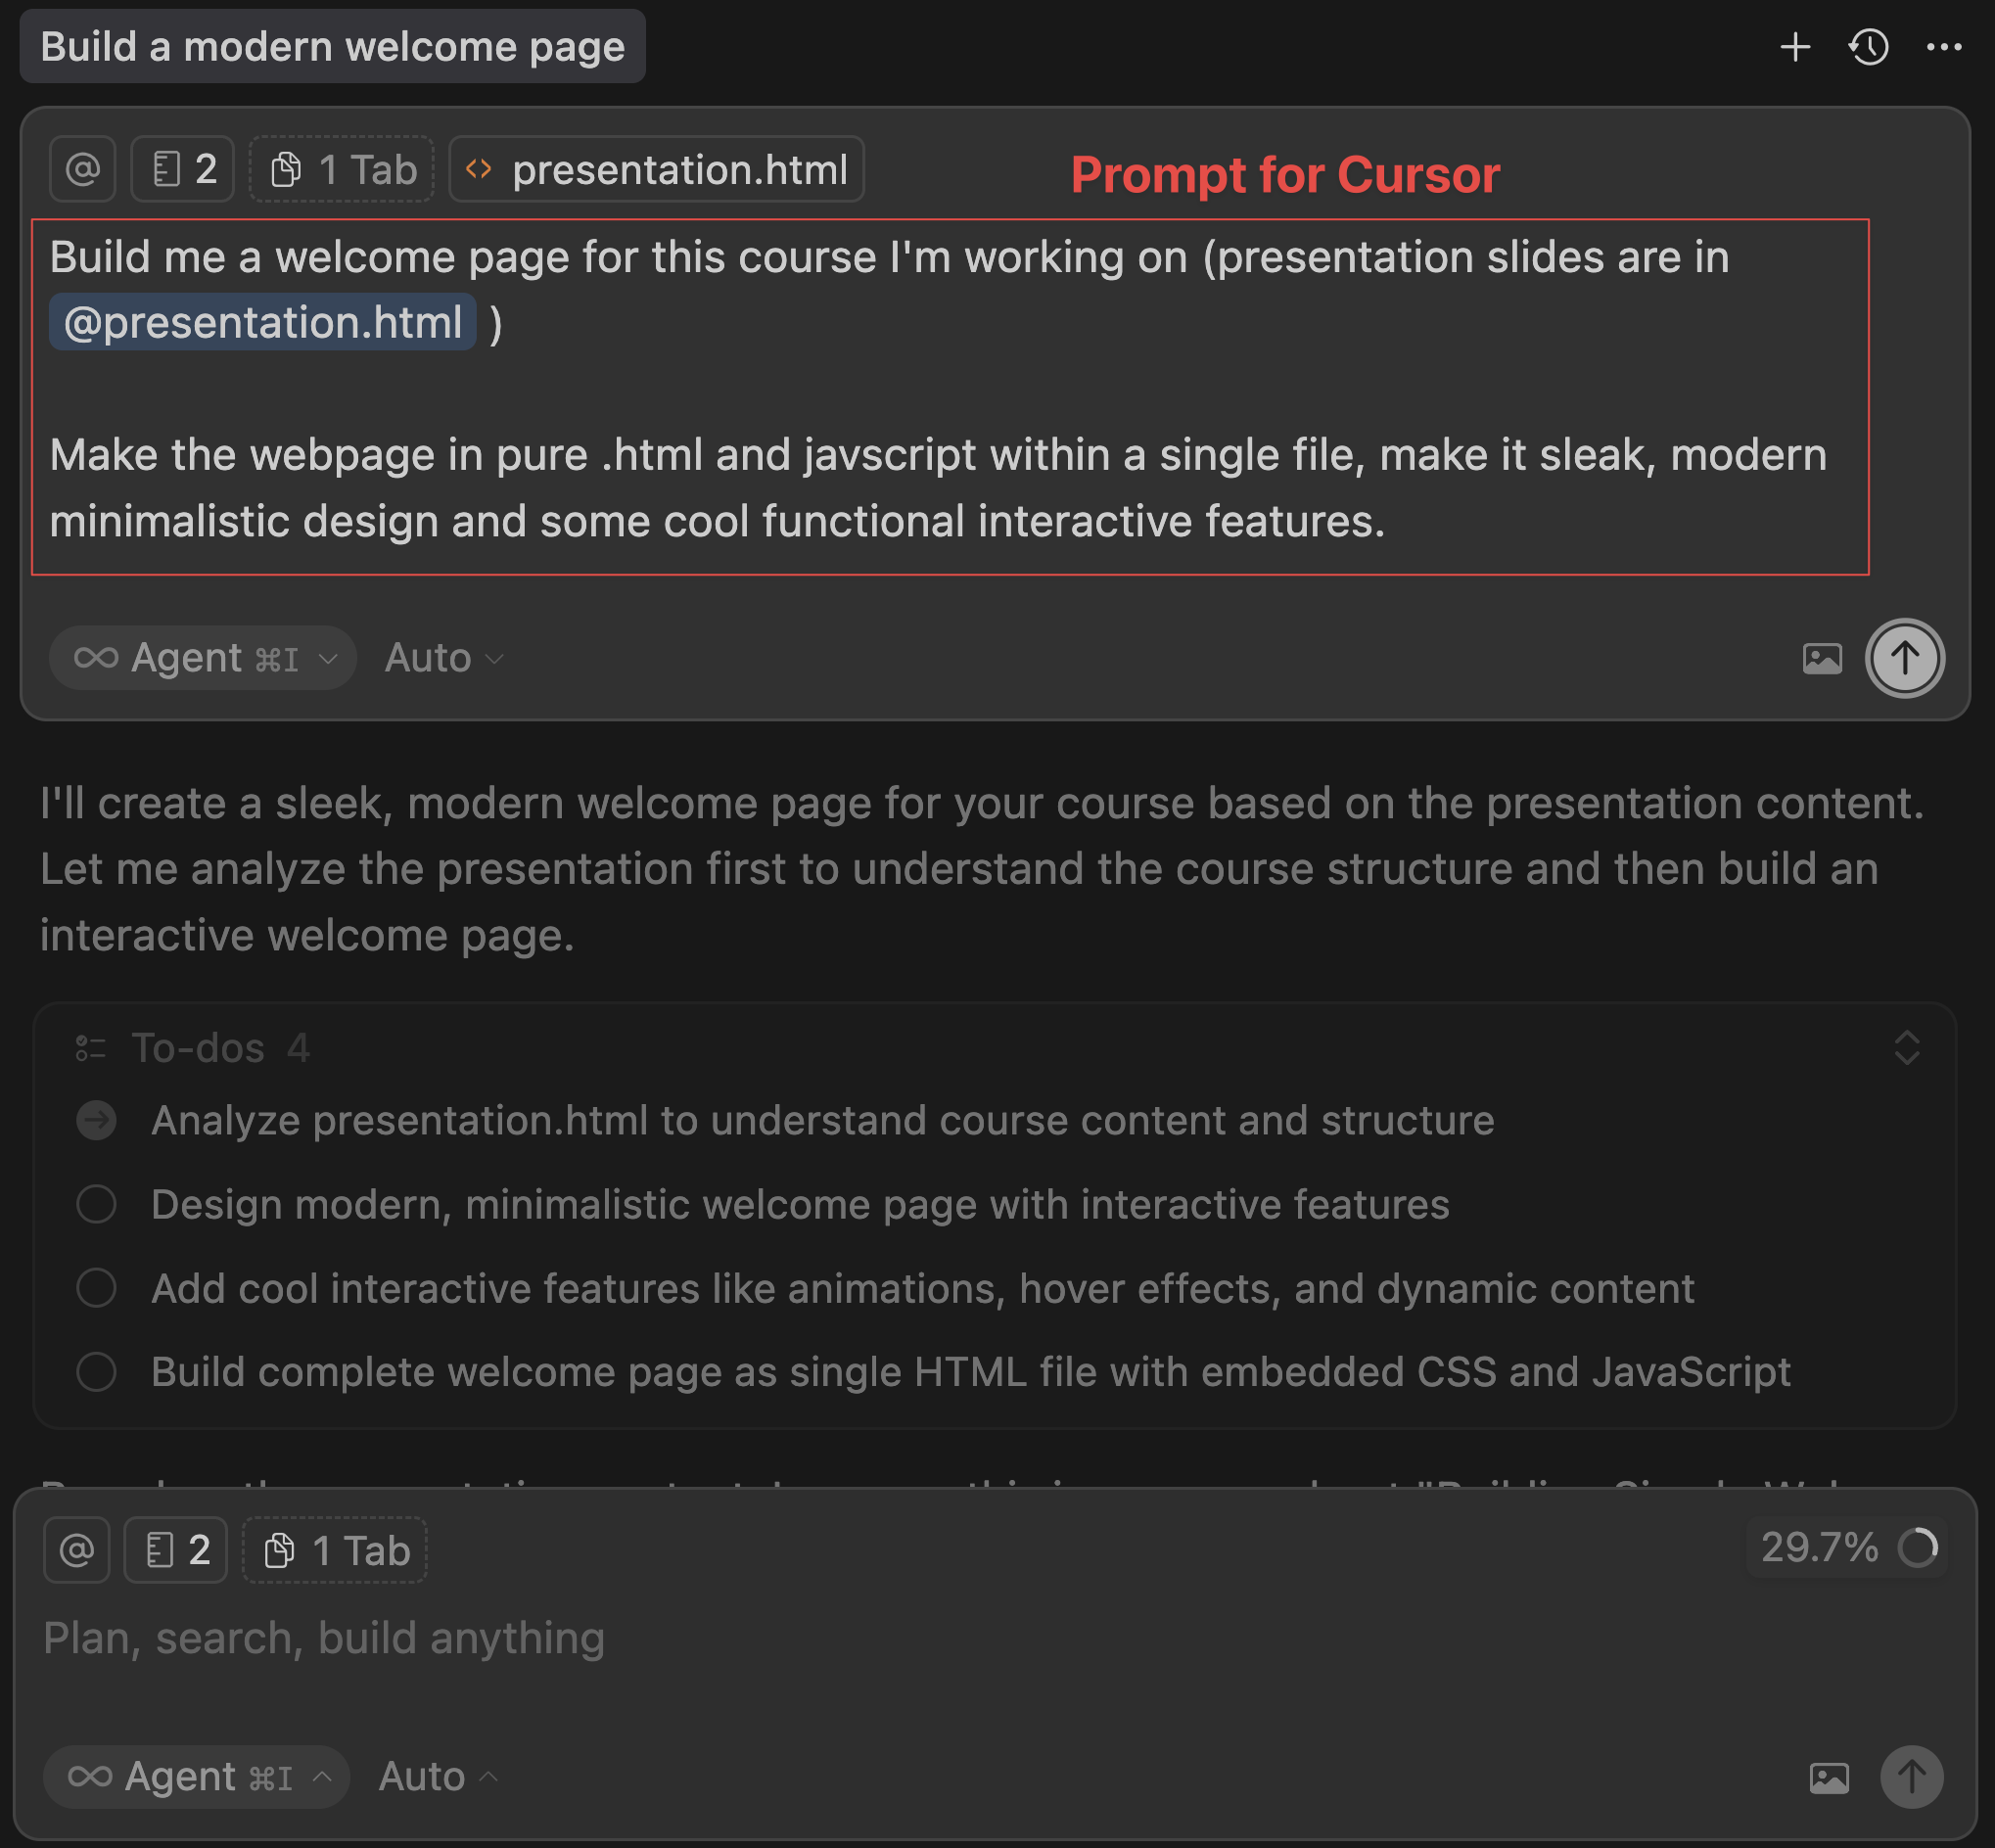 Build a modern welcome page
@ 2 1 Tab <> presentation.html
Prompt for Cursor
Build me a welcome page for this course I'm working on (presentation slides are in
@presentation.html )
Make the webpage in pure .html and javscript within a single file, make it sleak, modern
minimalistic design and some cool functional interactive features.
Agent ⌘I Auto
I'll create a sleek, modern welcome page for your course based on the presentation content.
Let me analyze the presentation first to understand the course structure and then build an
interactive welcome page.
To-dos 4
Analyze presentation.html to understand course content and structure
Design modern, minimalistic welcome page with interactive features
Add cool interactive features like animations, hover effects, and dynamic content
Build complete welcome page as single HTML file with embedded CSS and JavaScript
@ 2 1 Tab
29.7%
Plan, search, build anything
Agent ⌘I Auto